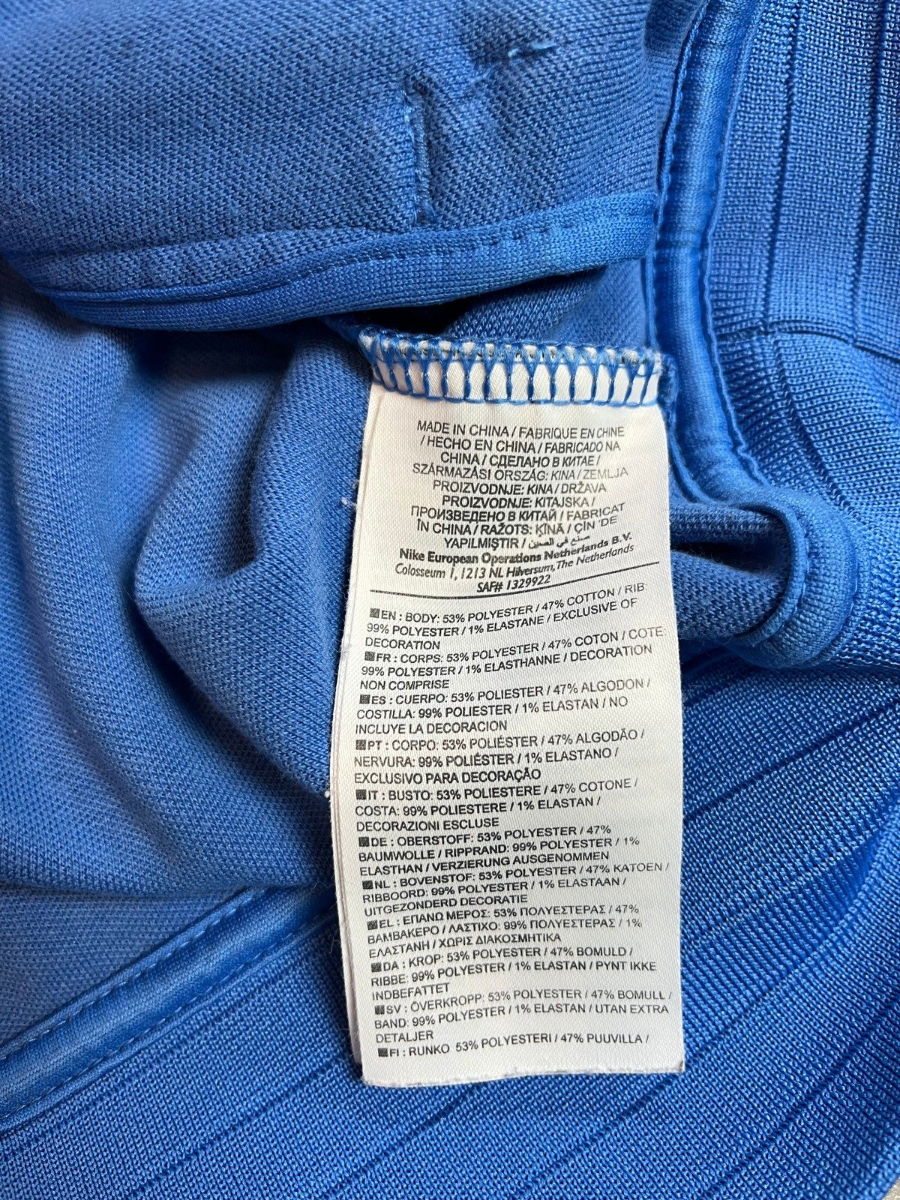 MADE IN CHINA / FABRIQUE EN CHINE
/ HECHO EN CHINA / FABRICADO NA
CHINA / СДЕЛАНО В КИТАЕ /
SZÁRMAZÁSI ORSZÁG: KINA / ZEMLJA
PROIZVODNJE: KINA / DRŽAVA
PROIZVODNJE: KITAJSKA /
ПРОИЗВЕДЕНО В КИТАЙ / FABRICAT
ÎN CHINA / RAŽOTS: ĶĪNĀ / ÇİN 'DE
YAPILMIŞTIR / صنع في الصين
Nike European Operations Netherlands B.V.
Colosseum 1, 1213 NL Hilversum, The Netherlands
SAF# 1329922
EN : BODY: 53% POLYESTER / 47% COTTON / RIB:
99% POLYESTER / 1% ELASTANE / EXCLUSIVE OF
DECORATION
FR : CORPS: 53% POLYESTER / 47% COTON / COTE:
99% POLYESTER / 1% ELASTHANNE / DECORATION
NON COMPRISE
ES : CUERPO: 53% POLIESTER / 47% ALGODON /
COSTILLA: 99% POLIESTER / 1% ELASTAN / NO
INCLUYE LA DECORACION
PT : CORPO: 53% POLIÉSTER / 47% ALGODÃO /
NERVURA: 99% POLIÉSTER / 1% ELASTANO /
EXCLUSIVO PARA DECORAÇÃO
IT : BUSTO: 53% POLIESTERE / 47% COTONE /
COSTA: 99% POLIESTERE / 1% ELASTAN /
DECORAZIONI ESCLUSE
DE : OBERSTOFF: 53% POLYESTER / 47%
BAUMWOLLE / RIPPRAND: 99% POLYESTER / 1%
ELASTHAN / VERZIERUNG AUSGENOMMEN
NL : BOVENSTOF: 53% POLYESTER / 47% KATOEN /
RIBBOORD: 99% POLYESTER / 1% ELASTAAN /
UITGEZONDERD DECORATIE
EL : ΕΠΑΝΩ ΜΕΡΟΣ: 53% ΠΟΛΥΕΣΤΕΡΑΣ / 47%
ΒΑΜΒΑΚΕΡΟ / ΛΑΣΤΙΚΟ: 99% ΠΟΛΥΕΣΤΕΡΑΣ / 1%
ΕΛΑΣΤΑΝΗ / ΧΩΡΙΣ ΔΙΑΚΟΣΜΗΤΙΚΑ
DA : KROP: 53% POLYESTER / 47% BOMULD /
RIBBE: 99% POLYESTER / 1% ELASTAN / PYNT IKKE
INDBEFATTET
SV : ÖVERKROPP: 53% POLYESTER / 47% BOMULL /
BAND: 99% POLYESTER / 1% ELASTAN / UTAN EXTRA
DETALJER
FI : RUNKO 53% POLYESTERI / 47% PUUVILLA /